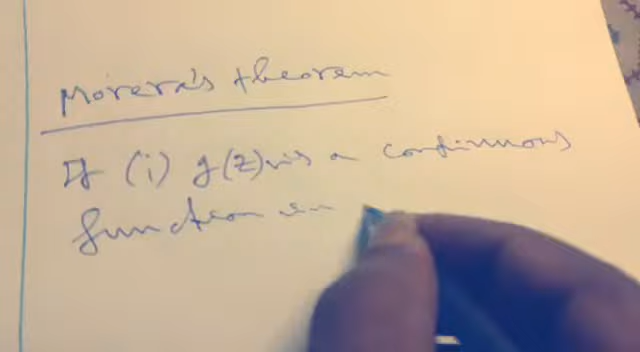 Morera's theorem
If (i) f(z) is a continuous
function in